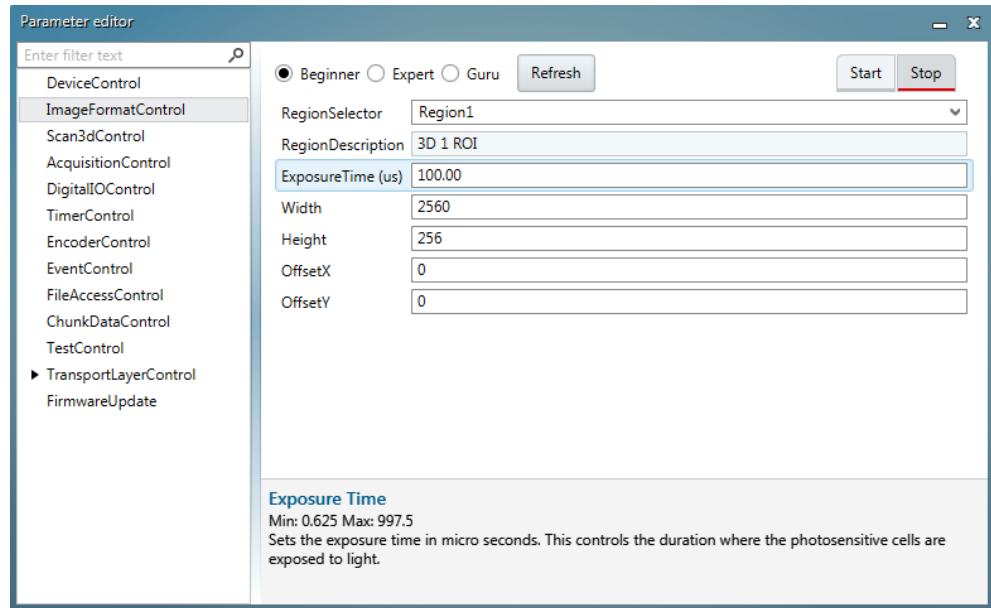 Parameter editor
Enter filter text
DeviceControl
ImageFormatControl
Scan3dControl
AcquisitionControl
DigitalIOControl
TimerControl
EncoderControl
EventControl
FileAccessControl
ChunkDataControl
TestControl
TransportLayerControl
FirmwareUpdate
Beginner Expert Guru Refresh Start Stop
RegionSelector Region1
RegionDescription 3D 1 ROI
ExposureTime (us) 100.00
Width 2560
Height 256
OffsetX 0
OffsetY 0
Exposure Time
Min: 0.625 Max: 997.5
Sets the exposure time in micro seconds. This controls the duration where the photosensitive cells are
exposed to light.